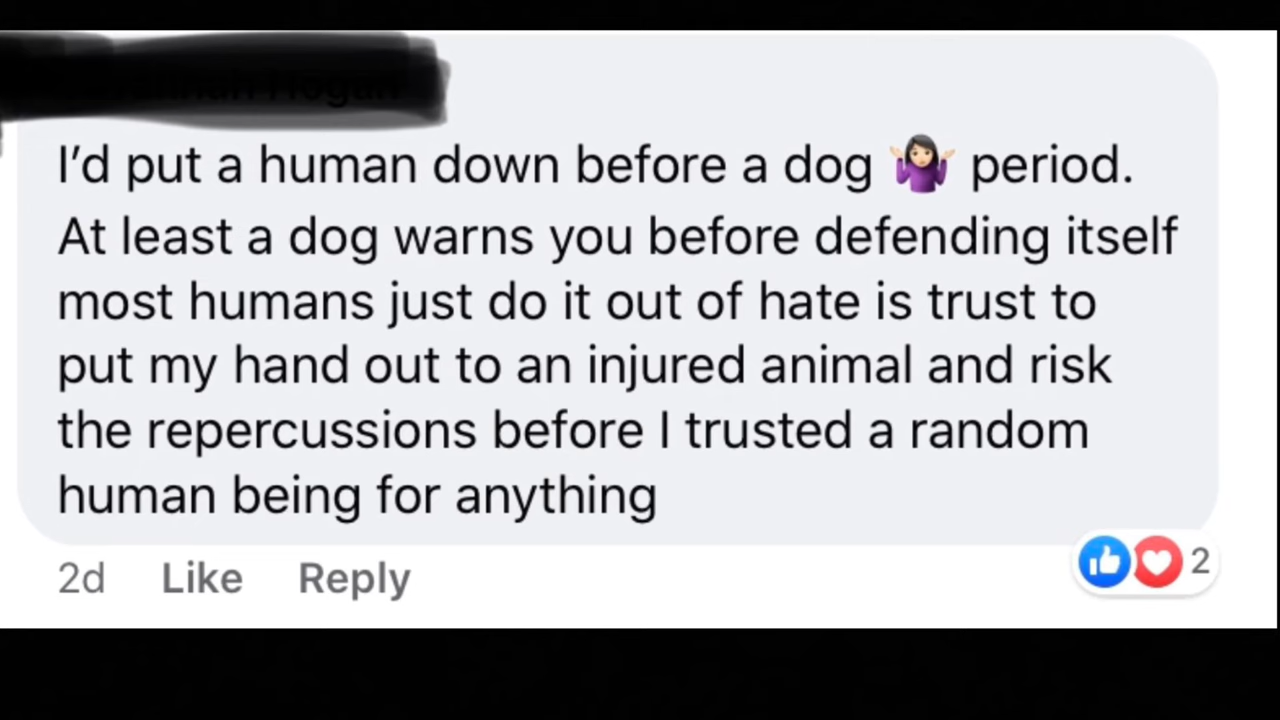 I'd put a human down before a dog 🤷🏻‍♀️ period.
At least a dog warns you before defending itself
most humans just do it out of hate is trust to
put my hand out to an injured animal and risk
the repercussions before I trusted a random
human being for anything
2d Like Reply 2